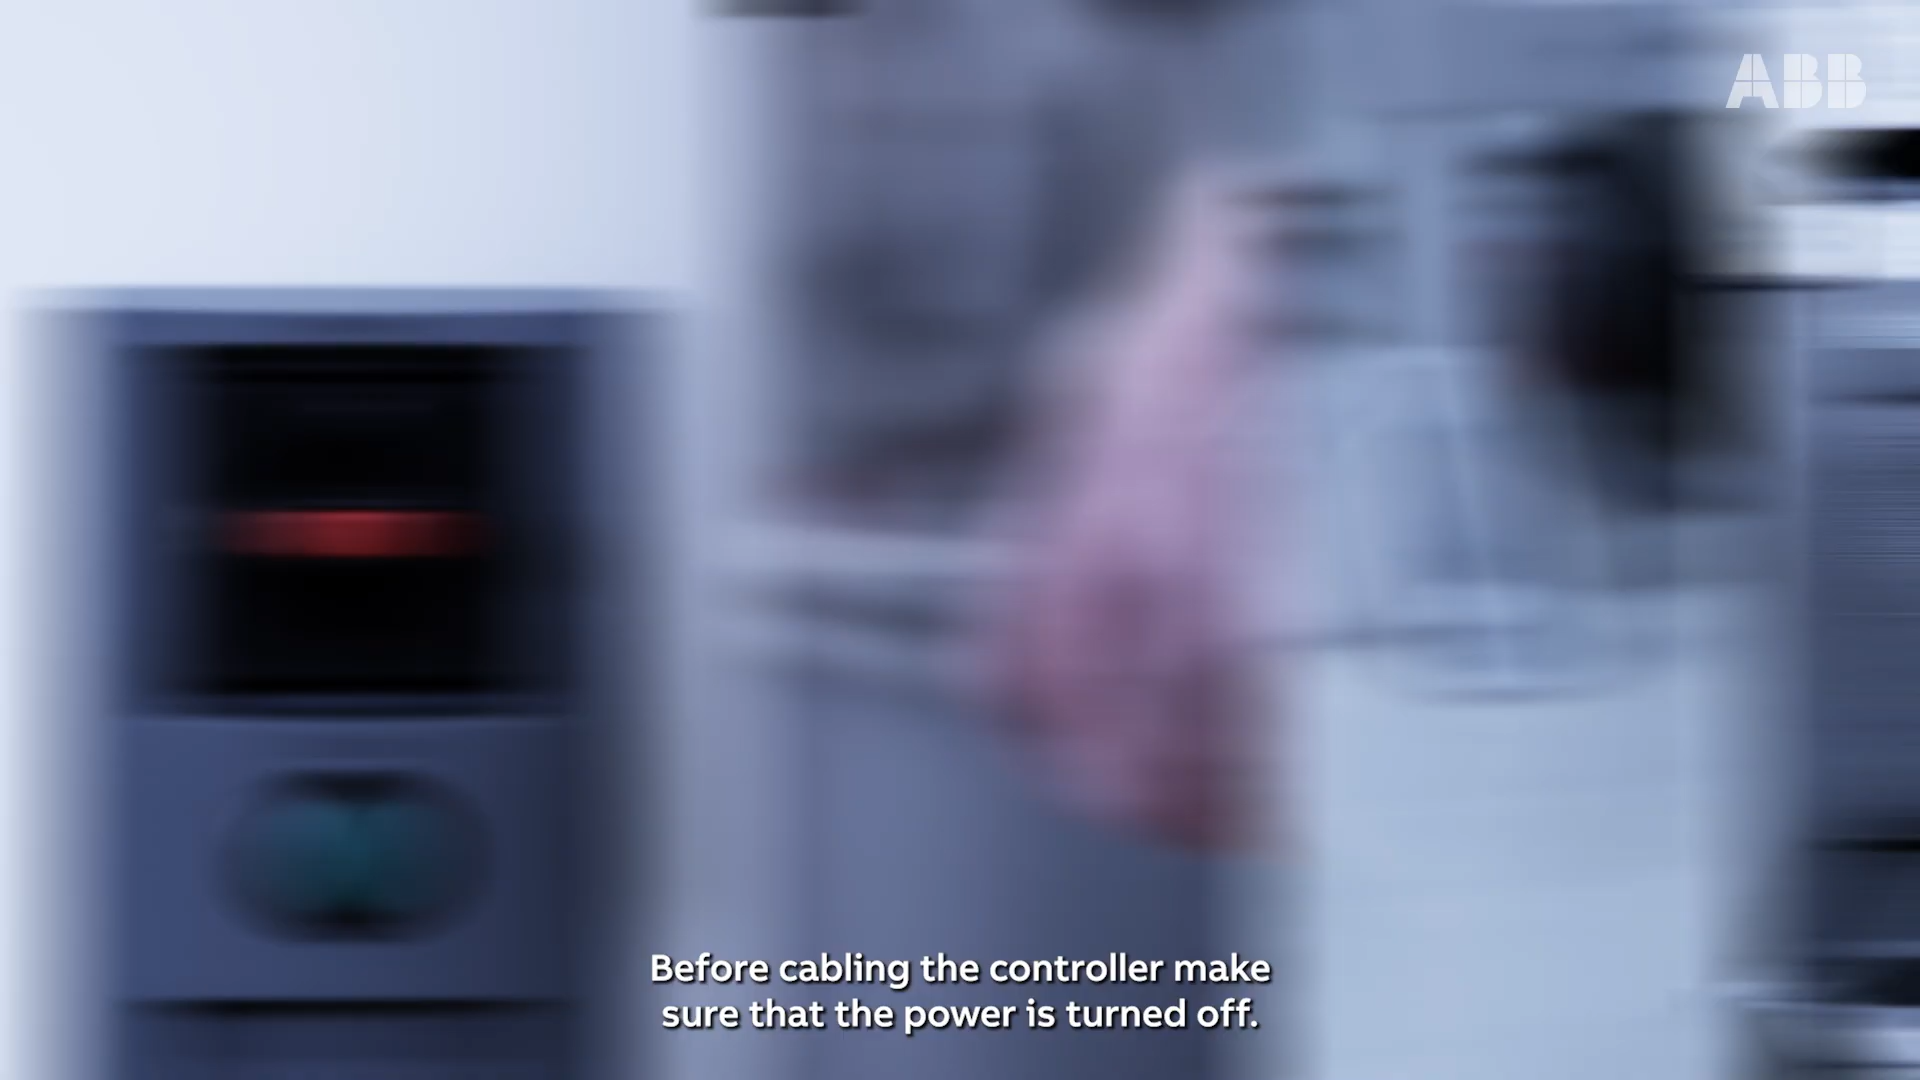 ABB
Before cabling the controller make
sure that the power is turned off.